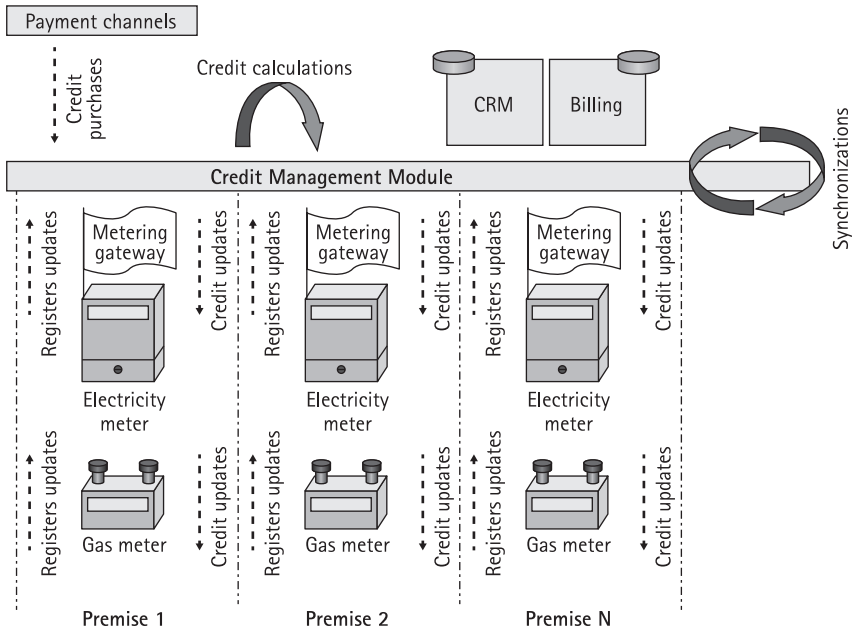 Payment channels
Credit
purchases
Credit calculations
CRM
Billing
Synchronizations
Credit Management Module
Registers updates
Metering
gateway
Credit updates
Registers updates
Metering
gateway
Credit updates
Registers updates
Metering
gateway
Credit updates
Electricity
meter
Electricity
meter
Electricity
meter
Registers updates
Gas meter
Credit updates
Registers updates
Gas meter
Credit updates
Registers updates
Gas meter
Credit updates
Premise 1
Premise 2
Premise N